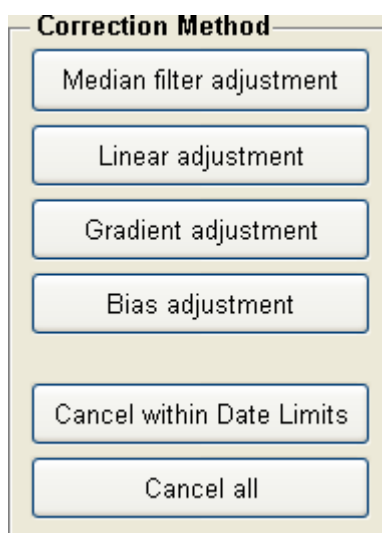 Correction Method
Median filter adjustment
Linear adjustment
Gradient adjustment
Bias adjustment
Cancel within Date Limits
Cancel all